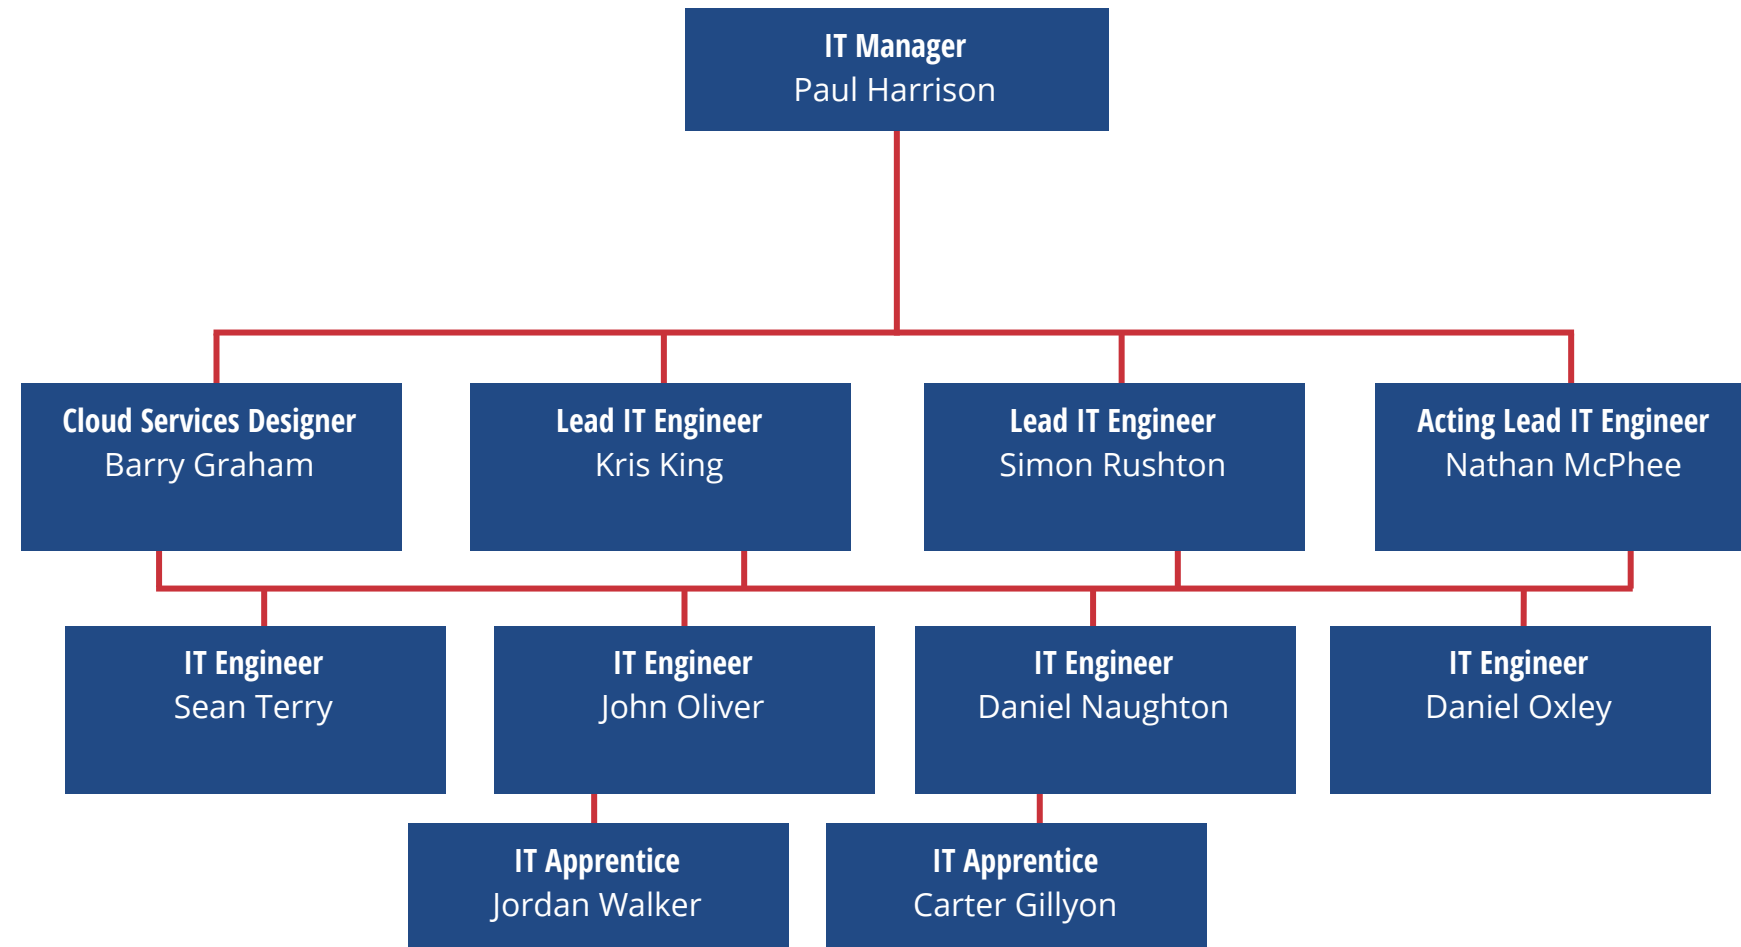 IT Manager
Paul Harrison
Cloud Services Designer
Barry Graham
Lead IT Engineer
Kris King
Lead IT Engineer
Simon Rushton
Acting Lead IT Engineer
Nathan McPhee
IT Engineer
Sean Terry
IT Engineer
John Oliver
IT Engineer
Daniel Naughton
IT Engineer
Daniel Oxley
IT Apprentice
Jordan Walker
IT Apprentice
Carter Gillyon